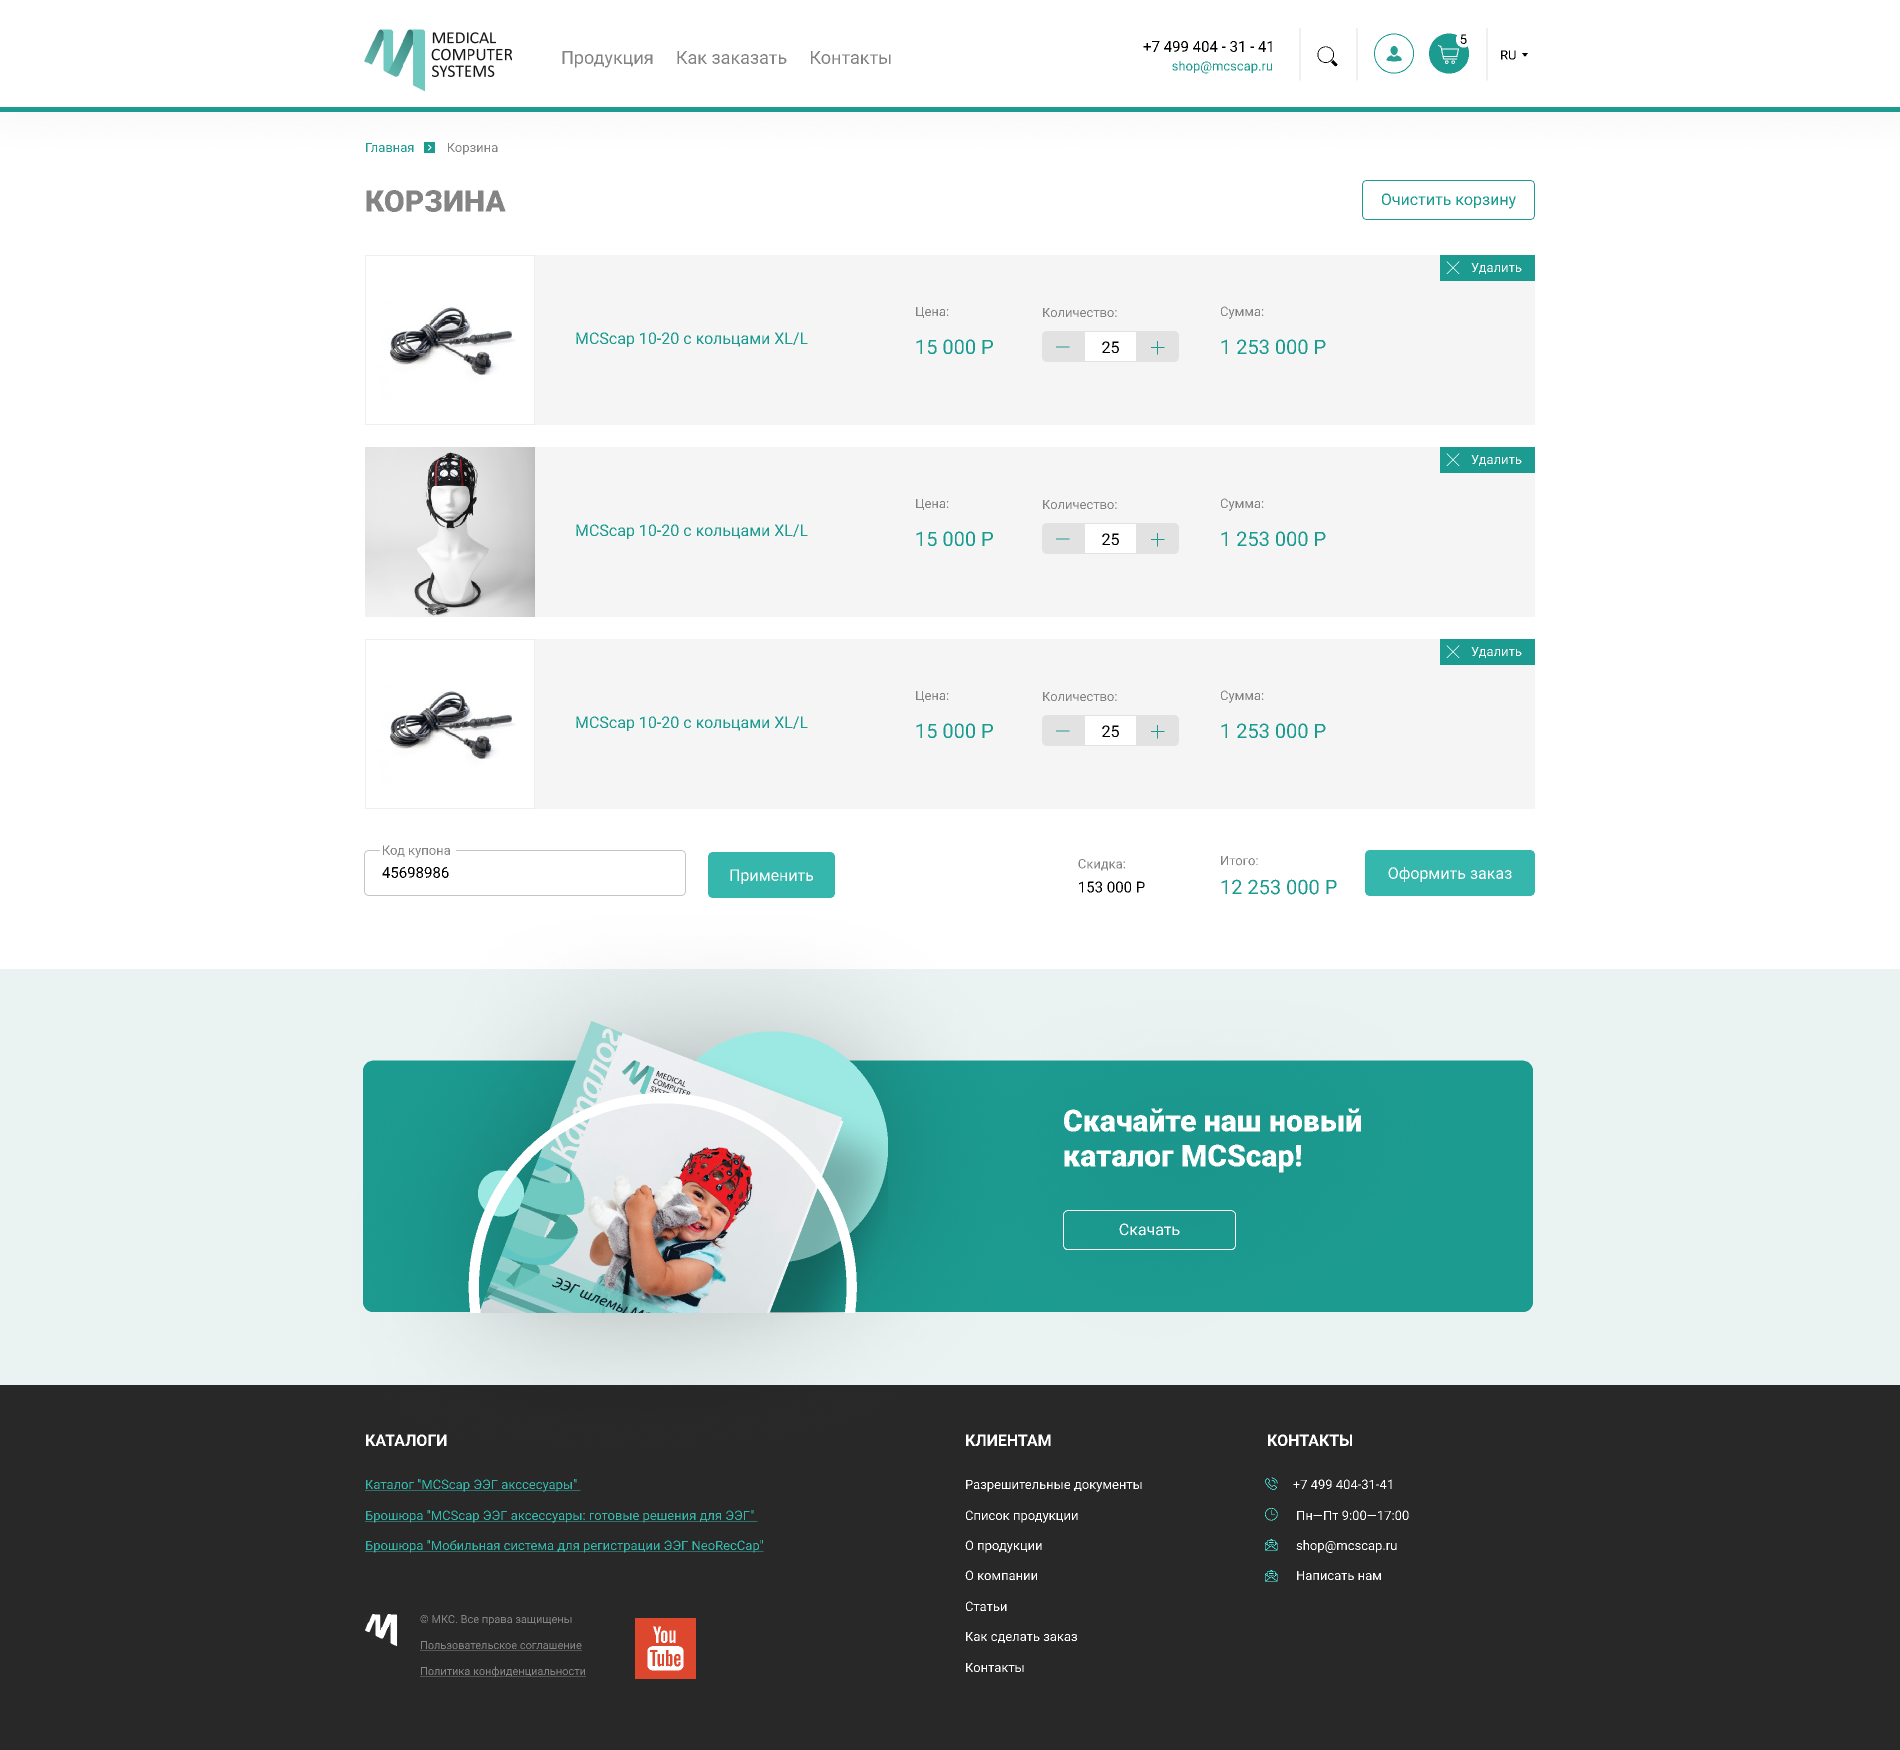 MEDICAL
COMPUTER
SYSTEMS
Продукция Как заказать Контакты
+7 499 404 - 31 - 41
shop@mcscap.ru
5
RU
Главная Корзина
КОРЗИНА
Очистить корзину
Удалить
MCScap 10-20 с кольцами XL/L
Цена:
15 000 Р
Количество:
25
Сумма:
1 253 000 Р
Удалить
MCScap 10-20 с кольцами XL/L
Цена:
15 000 Р
Количество:
25
Сумма:
1 253 000 Р
Удалить
MCScap 10-20 с кольцами XL/L
Цена:
15 000 Р
Количество:
25
Сумма:
1 253 000 Р
Код купона
45698986
Применить
Скидка:
153 000 Р
Итого:
12 253 000 Р
Оформить заказ
Каталог
MEDICAL
COMPUTER
ЭЭГ шлемы
Скачайте наш новый
каталог MCScap!
Скачать
КАТАЛОГИ
Каталог "MCScap ЭЭГ акссесуары"
Брошюра "MCScap ЭЭГ аксессуары: готовые решения для ЭЭГ"
Брошюра "Мобильная система для регистрации ЭЭГ NeoRecCap"
© МКС. Все права защищены
Пользовательское соглашение
Политика конфиденциальности
You
Tube
КЛИЕНТАМ
Разрешительные документы
Список продукции
О продукции
О компании
Статьи
Как сделать заказ
Контакты
КОНТАКТЫ
+7 499 404-31-41
Пн—Пт 9:00—17:00
shop@mcscap.ru
Написать нам